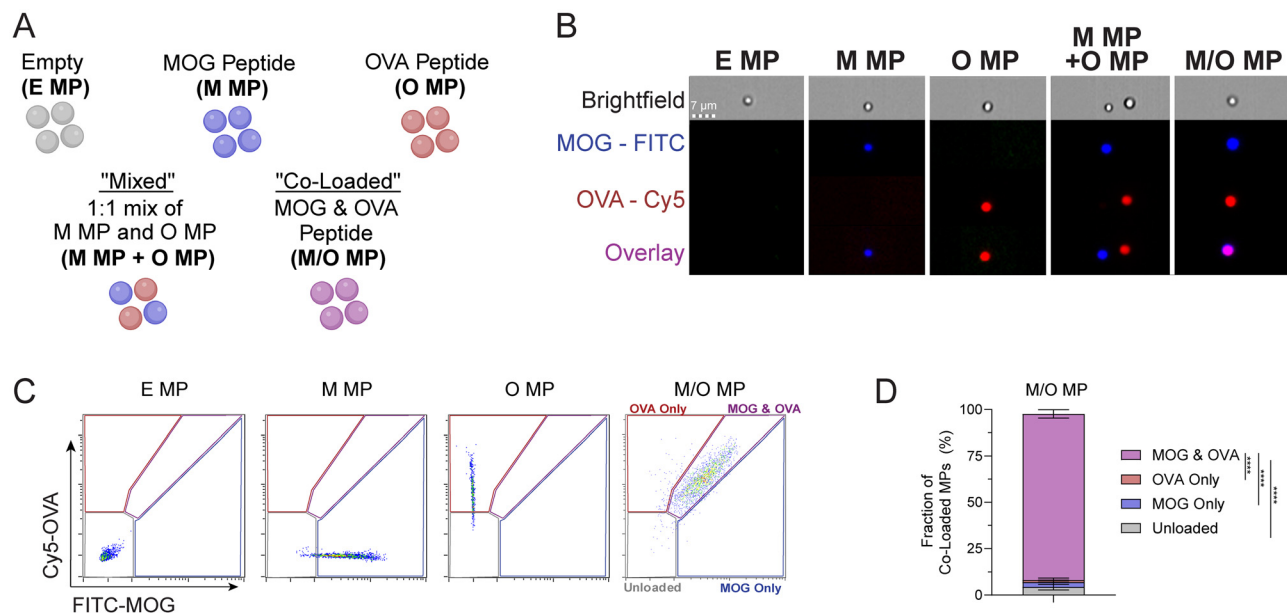 A
Empty
(E MP)
MOG Peptide
(M MP)
OVA Peptide
(O MP)
"Mixed"
1:1 mix of
M MP and O MP
(M MP + O MP)
"Co-Loaded"
MOG & OVA
Peptide
(M/O MP)
B
E MP
M MP
O MP
M MP
+O MP
M/O MP
Brightfield
7 μm
MOG - FITC
OVA - Cy5
Overlay
C
E MP
M MP
O MP
M/O MP
OVA Only
MOG & OVA
Unloaded
MOG Only
Cy5-OVA
FITC-MOG
D
M/O MP
Fraction of
Co-Loaded MPs (%)
100
75
50
25
0
MOG & OVA
OVA Only
MOG Only
Unloaded
****
****
****